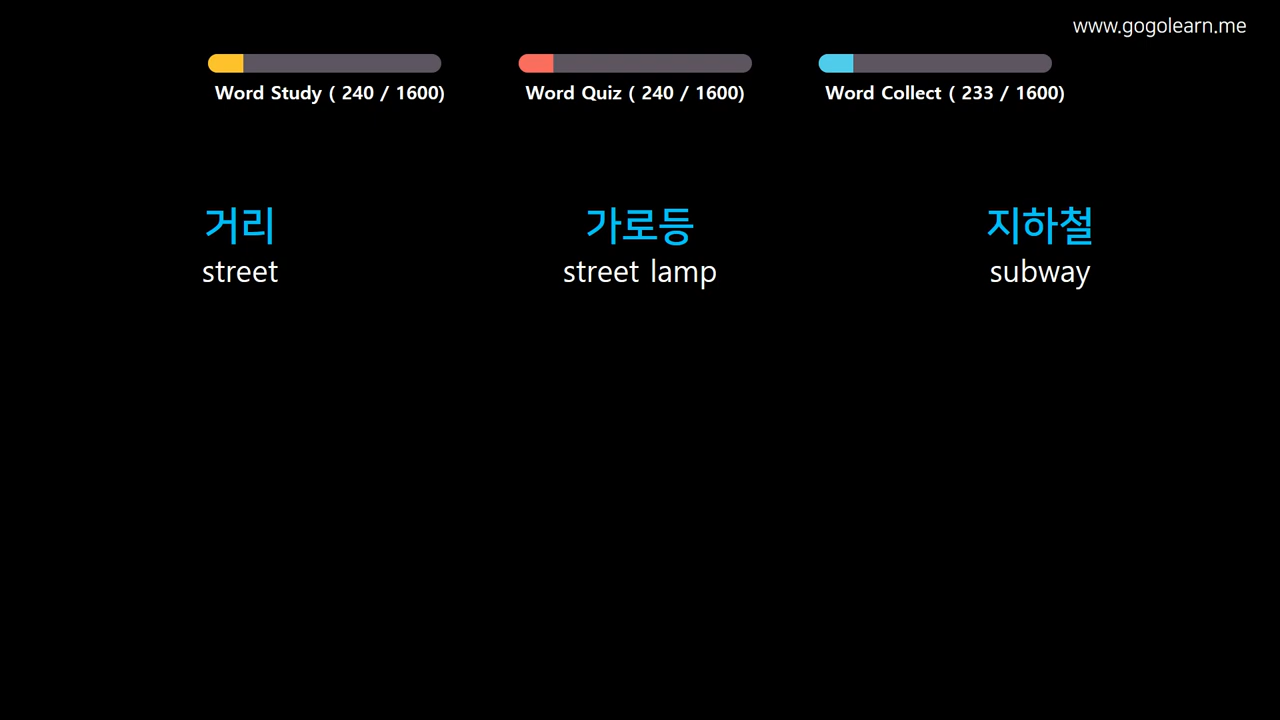 www.gogolearn.me
Word Study ( 240 / 1600)
Word Quiz ( 240 / 1600)
Word Collect ( 233 / 1600)
거리
street
가로등
street lamp
지하철
subway